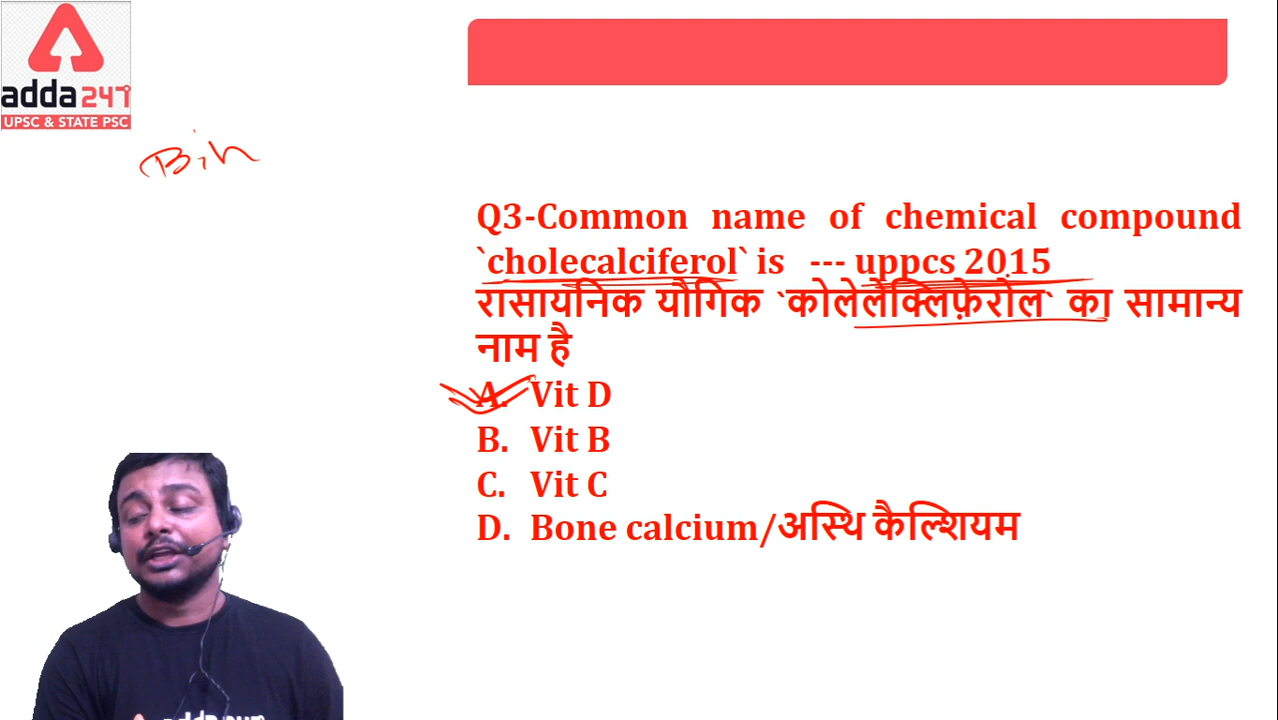 adda247
UPSC & STATE PSC
Bih
Q3-Common name of chemical compound
`cholecalciferol` is --- uppcs 2015
रासायनिक यौगिक `कोलेर्लेक्लिफ़ेरोल` का सामान्य
नाम है
A. Vit D
B. Vit B
C. Vit C
D. Bone calcium/अस्थि कैल्शियम